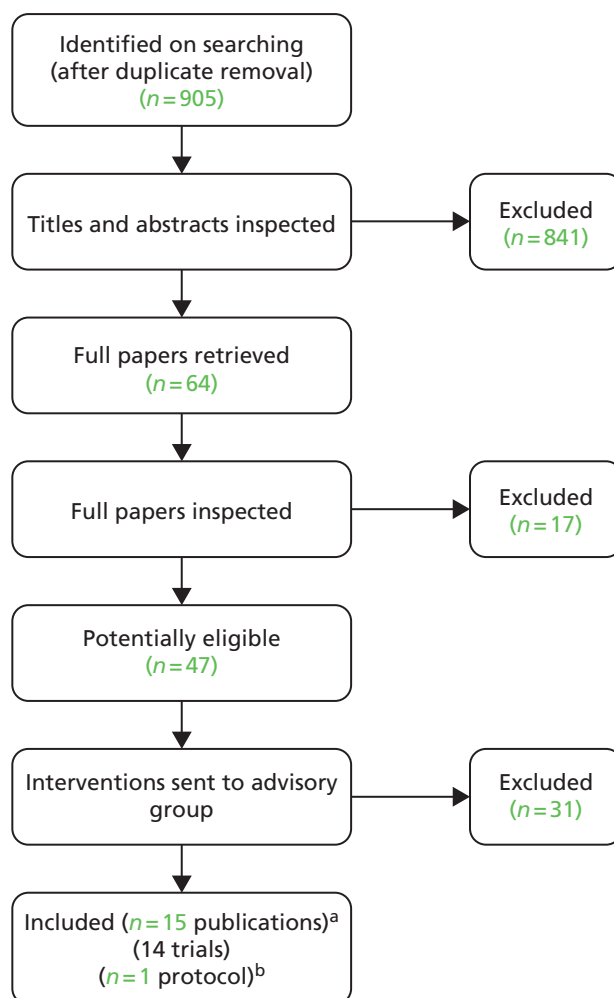 Identified on searching
(after duplicate removal)
(n=905)
Titles and abstracts inspected
Excluded
(n=841)
Full papers retrieved
(n=64)
Full papers inspected
Excluded
(n=17)
Potentially eligible
(n=47)
Interventions sent to advisory
group
Excluded
(n=31)
Included (n=15 publications)ᵃ
(14 trials)
(n=1 protocol)ᵇ